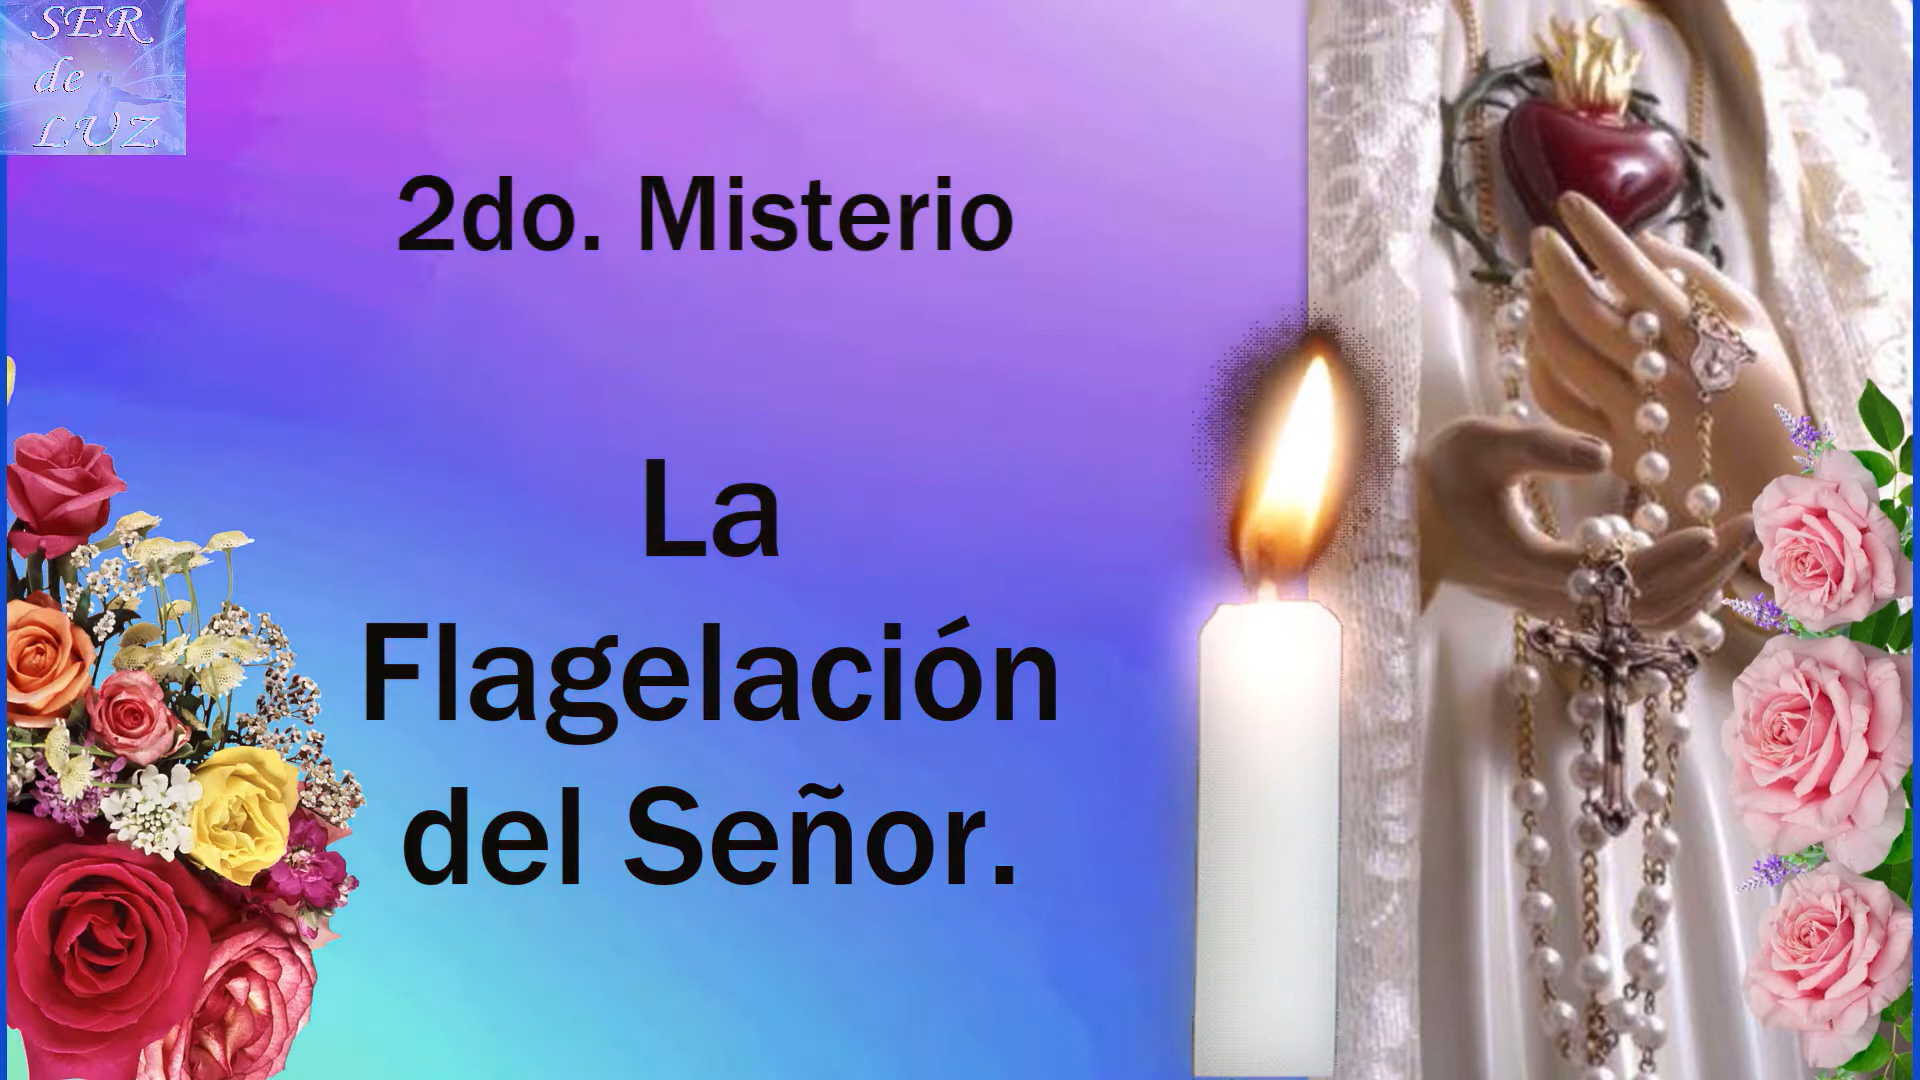 SER
de
LUZ
2do. Misterio
La
Flagelación
del Señor.